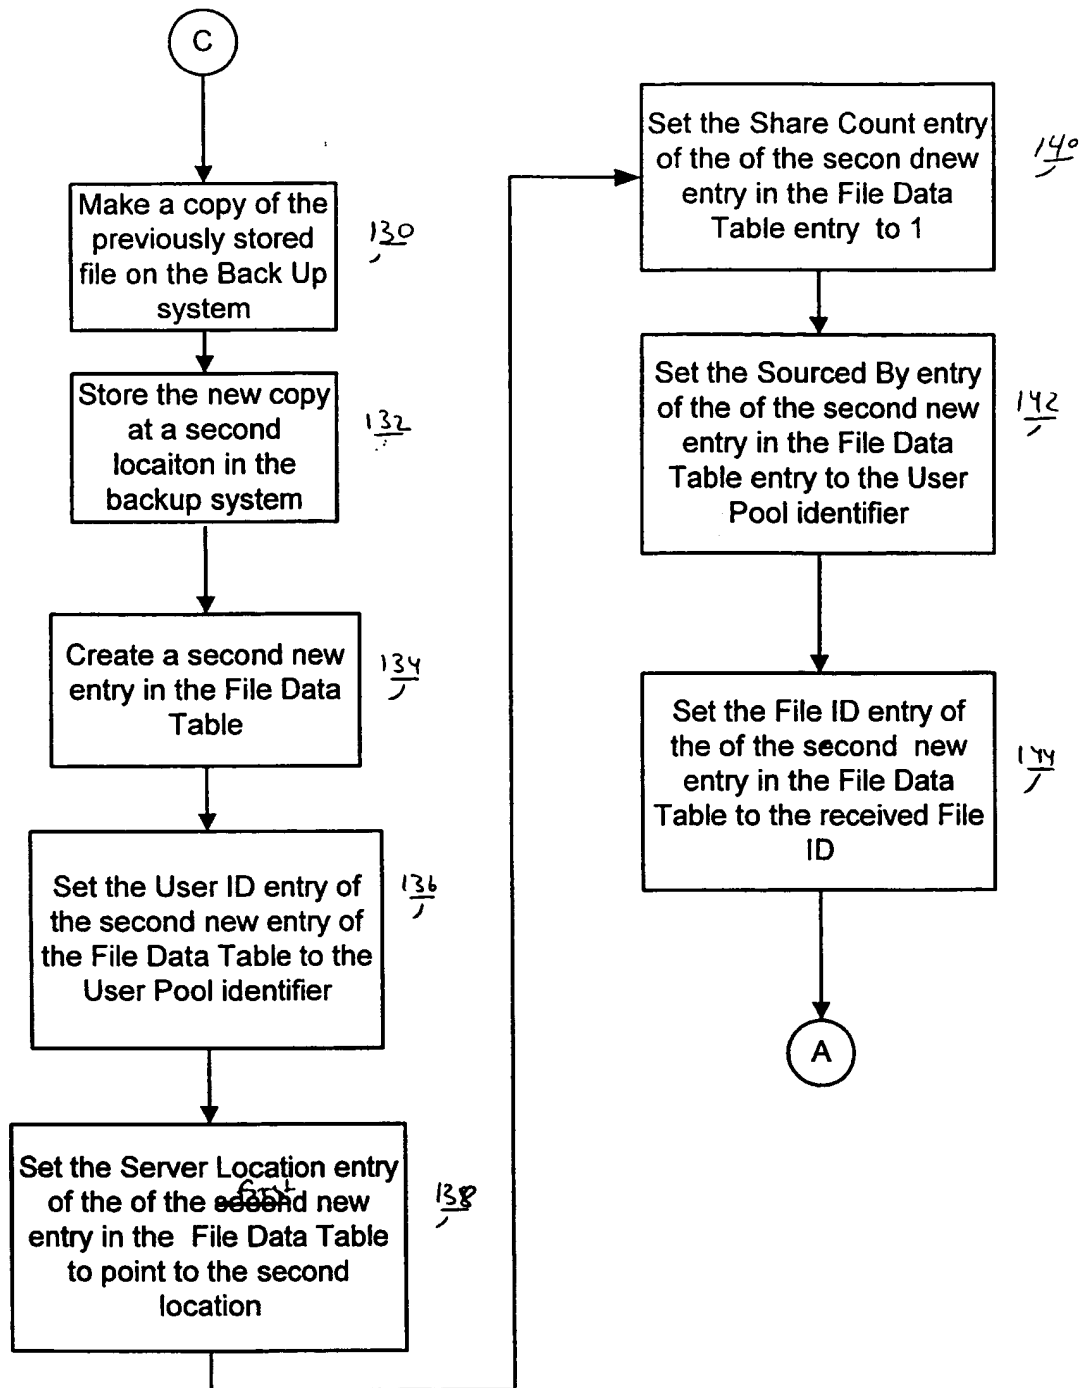 C
Make a copy of the
previously stored
file on the Back Up
system
130
Store the new copy
at a second
locaiton in the
backup system
132
Create a second new
entry in the File Data
Table
134
Set the User ID entry of
the second new entry of
the File Data Table to the
User Pool identifier
136
Set the Server Location entry
first
of the of the second new
entry in the File Data Table
to point to the second
location
138
Set the Share Count entry
of the of the secon dnew
entry in the File Data
Table entry to 1
140
Set the Sourced By entry
of the of the second new
entry in the File Data
Table entry to the User
Pool identifier
142
Set the File ID entry of
the of the second new
entry in the File Data
Table to the received File
ID
144
A